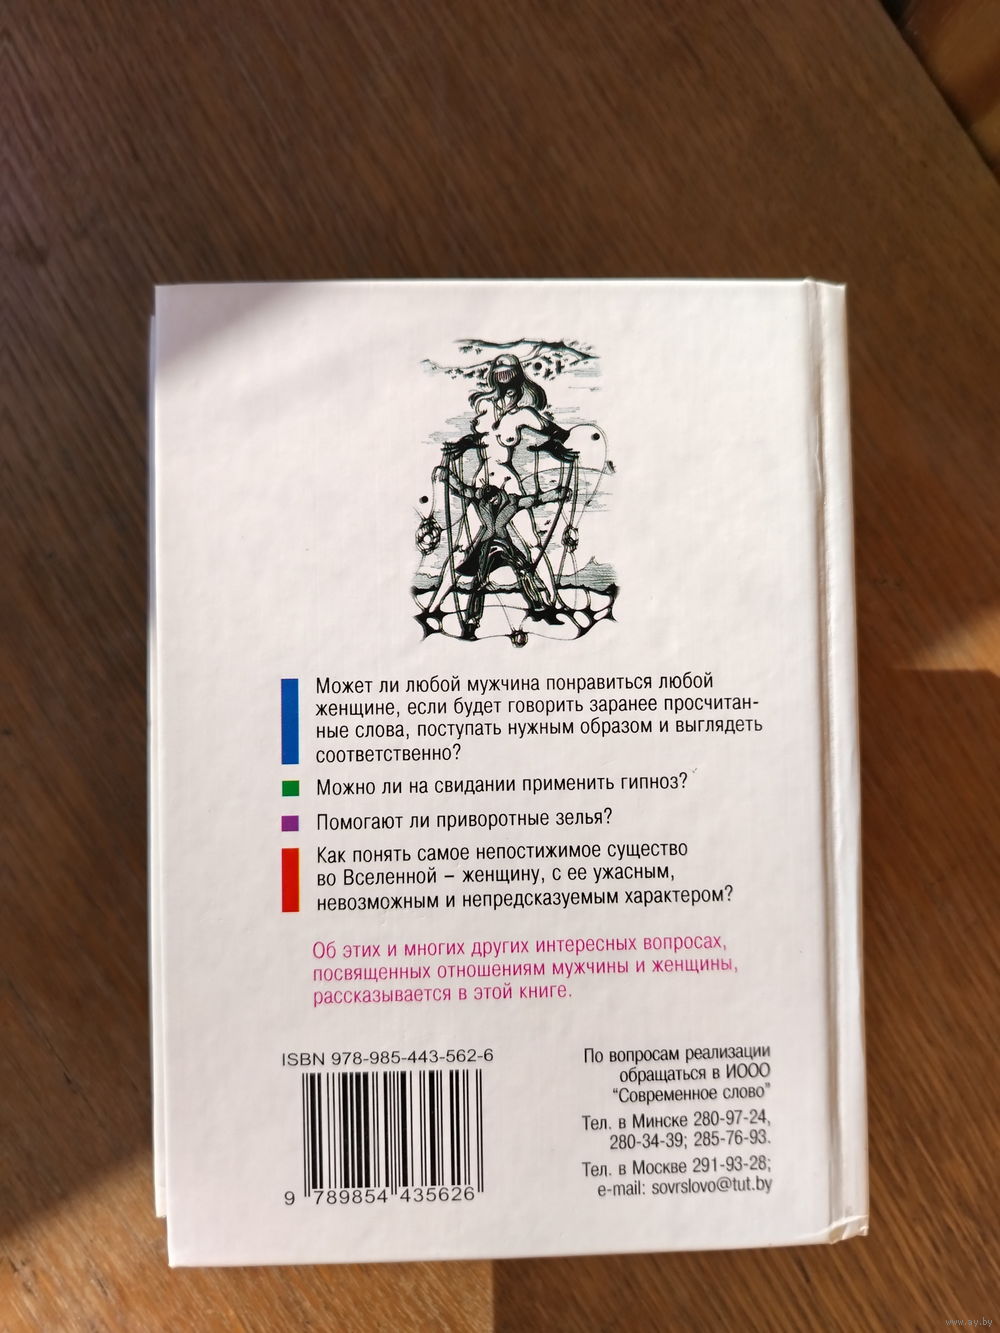 Может ли любой мужчина понравиться любой
женщине, если будет говорить заранее просчитан-
ные слова, поступать нужным образом и выглядеть
соответственно?
Можно ли на свидании применить гипноз?
Помогают ли приворотные зелья?
Как понять самое непостижимое существо
во Вселенной – женщину, с ее ужасным,
невозможным и непредсказуемым характером?
Об этих и многих других интересных вопросах,
посвященных отношениям мужчины и женщины,
рассказывается в этой книге.
ISBN 978-985-443-562-6
9 789854 435626
По вопросам реализации
обращаться в ИООО
"Современное слово"
Тел. в Минске 280-97-24,
280-34-39; 285-76-93.
Тел. в Москве 291-93-28;
e-mail: sovrslovo@tut.by
www.ay.by